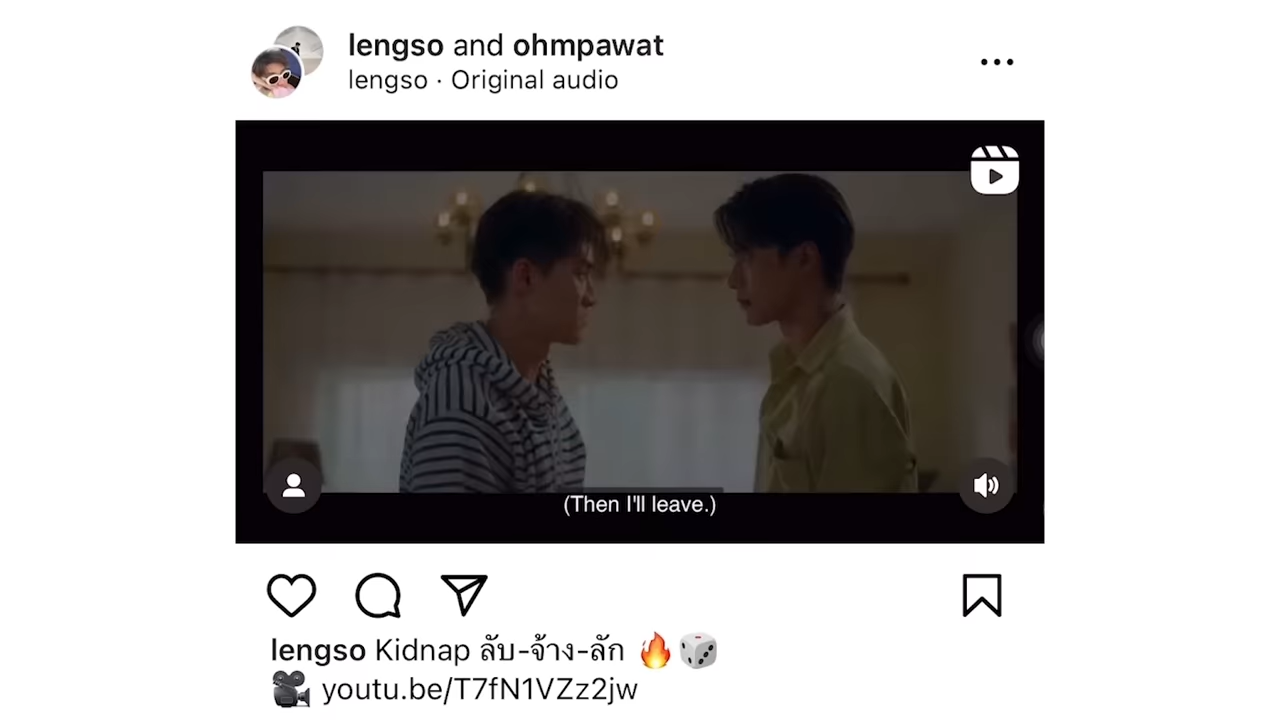 lengso and ohmpawat
lengso · Original audio
(Then I'll leave.)
lengso Kidnap ลับ-จ้าง-ลัก 🔥🎲
🎥 youtu.be/T7fN1VZz2jw